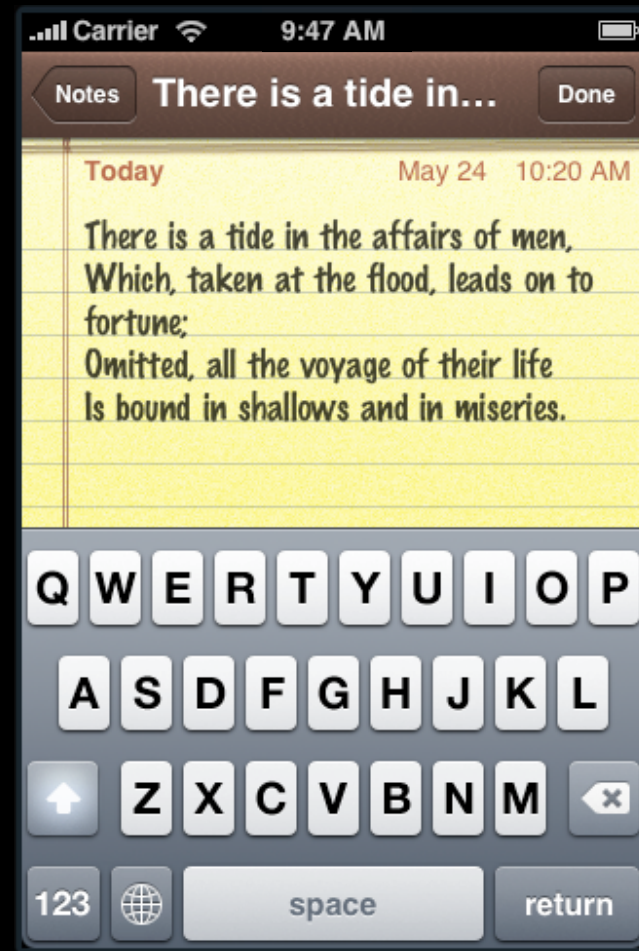 Carrier 9:47 AM
Notes There is a tide in... Done
Today May 24 10:20 AM
There is a tide in the affairs of men,
Which, taken at the flood, leads on to
fortune;
Omitted, all the voyage of their life
Is bound in shallows and in miseries.
Q W E R T Y U I O P
A S D F G H J K L
Z X C V B N M
123 space return